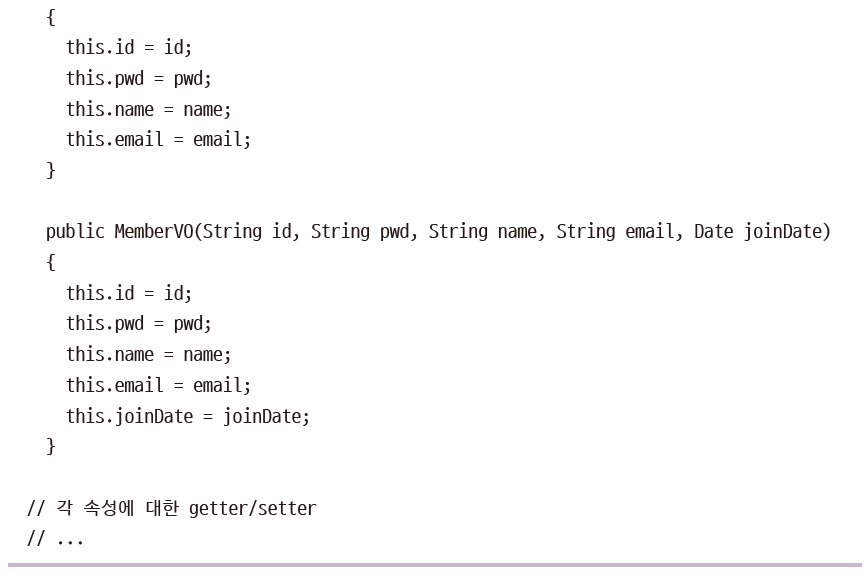 {
this.id = id;
this.pwd = pwd;
this.name = name;
this.email = email;
}
public MemberVO(String id, String pwd, String name, String email, Date joinDate)
{
this.id = id;
this.pwd = pwd;
this.name = name;
this.email = email;
this.joinDate = joinDate;
}
// 각 속성에 대한 getter/setter
// ...